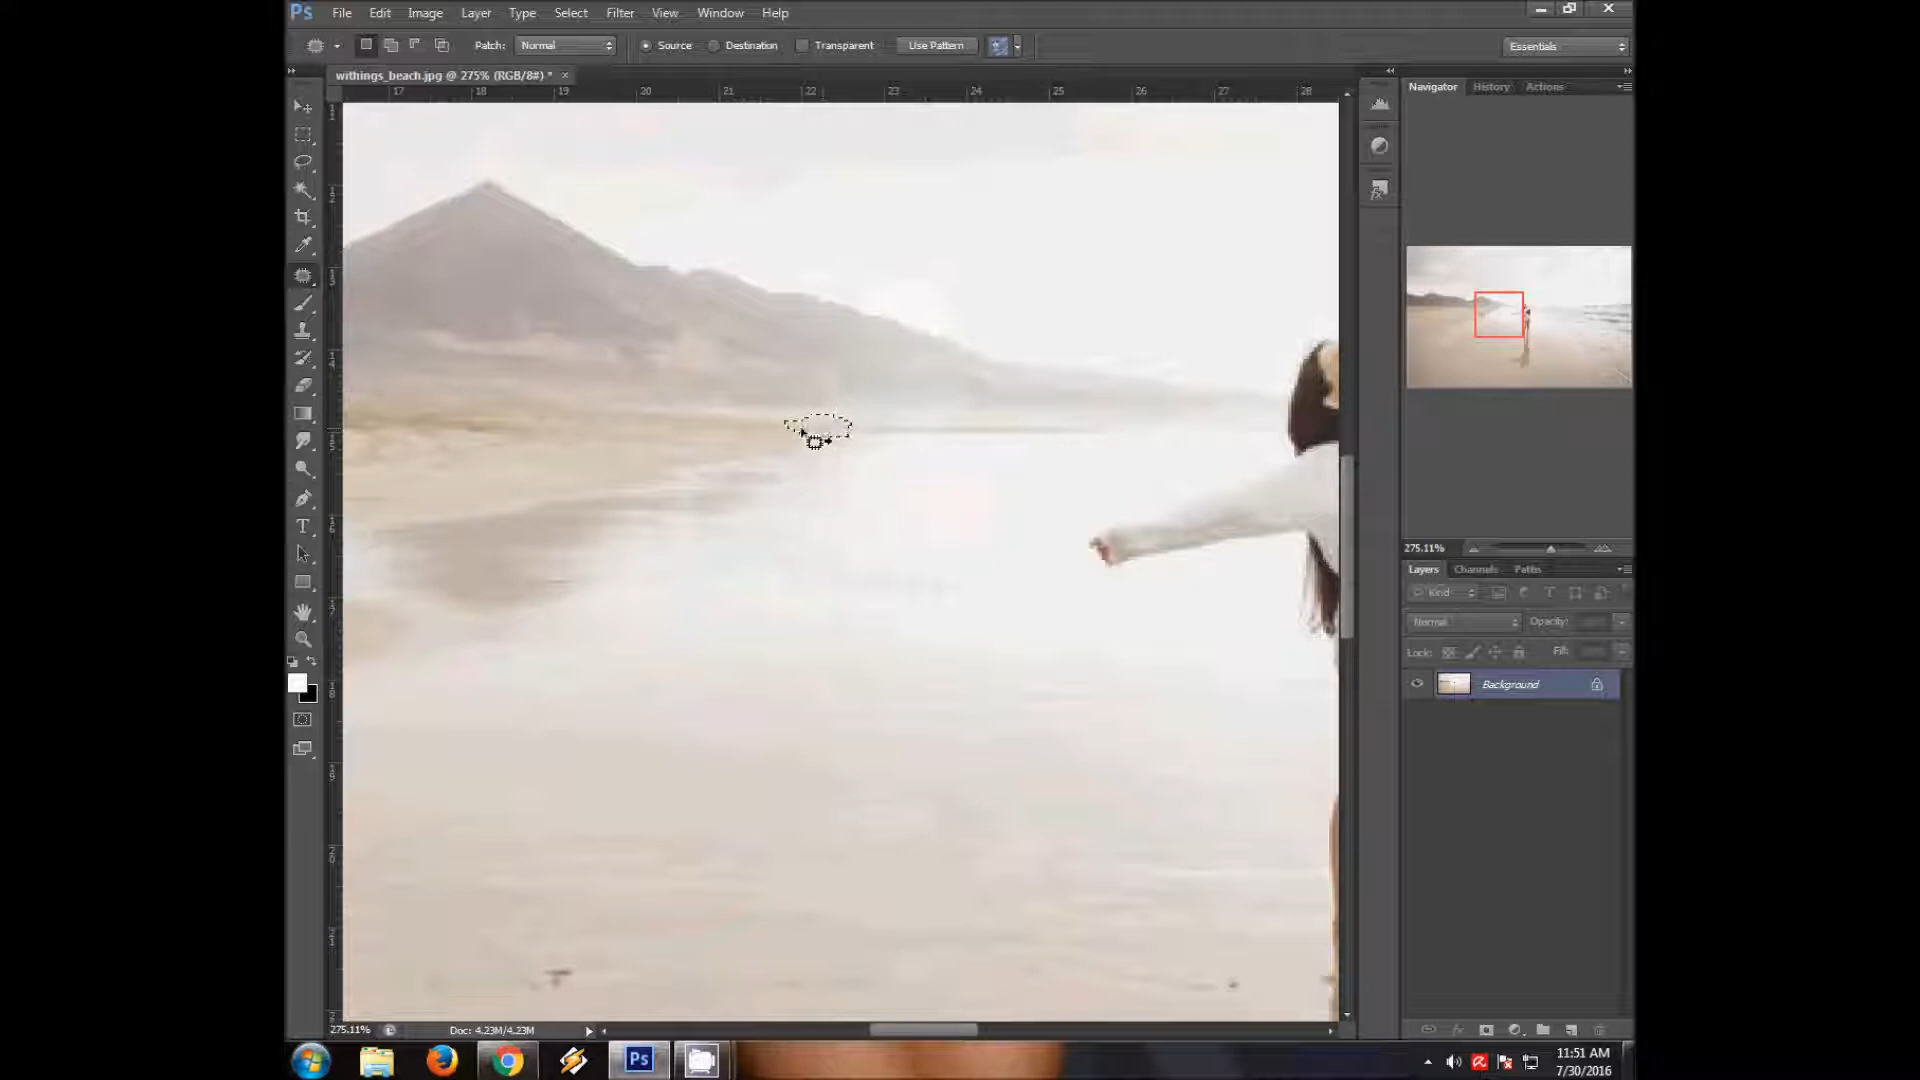 Ps File Edit Image Layer Type Select Filter View Window Help
Patch: Normal Source Destination Transparent Use Pattern Essentials
withings_beach.jpg @ 275% (RGB/8#) * ×
Navigator History Actions
17 18 19 20 21 22 23 24 25 26 27 28
275.11%
Layers Channels Paths
Kind
Normal Opacity:
Lock: Fill:
Background
275.11% Doc: 4.23M/4.23M
Ps
11:51 AM
7/30/2016